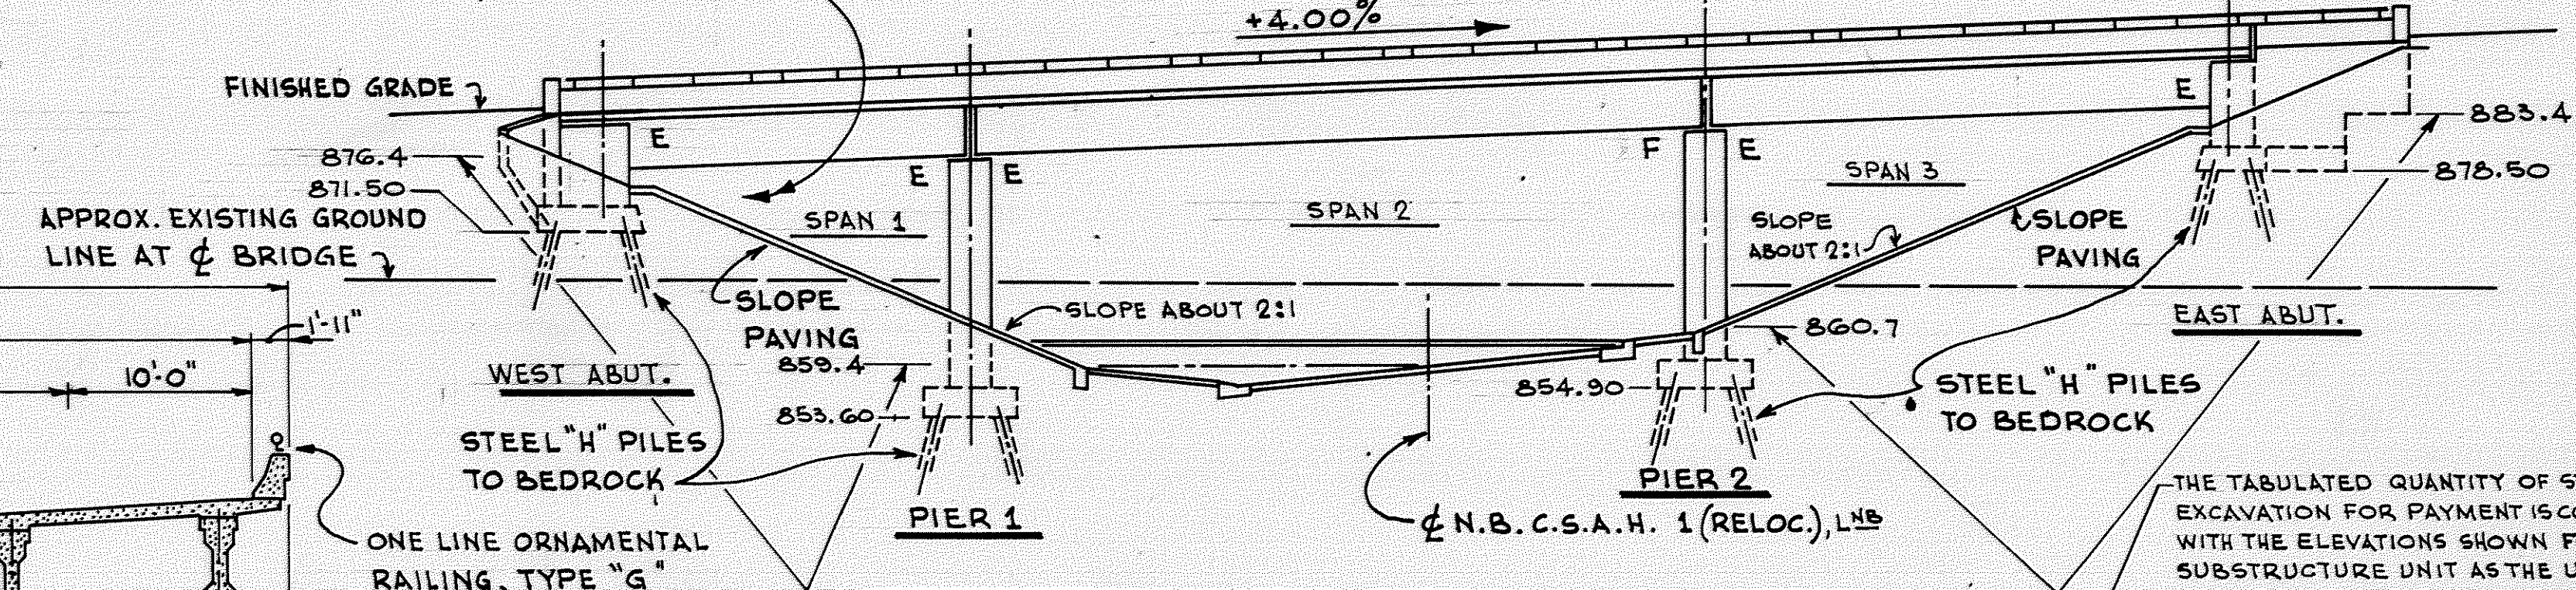 +4.00%
FINISHED GRADE
E
883.4
876.4
E
F
E
878.50
871.50
E
E
SPAN 3
APPROX. EXISTING GROUND
LINE AT ℄ BRIDGE
SPAN 1
SPAN 2
SLOPE
ABOUT 2:1
SLOPE
PAVING
SLOPE
PAVING
SLOPE ABOUT 2:1
1'-11"
860.7
EAST ABUT.
10'-0"
WEST ABUT.
859.4
854.90
853.60
STEEL "H" PILES
TO BEDROCK
STEEL "H" PILES
TO BEDROCK
PIER 1
PIER 2
℄ N.B. C.S.A.H. 1 (RELOC.), LNB
ONE LINE ORNAMENTAL
RAILING, TYPE "G"
THE TABULATED QUANTITY OF
EXCAVATION FOR PAYMENT IS
WITH THE ELEVATIONS SHOWN
SUBSTRUCTURE UNIT AS THE